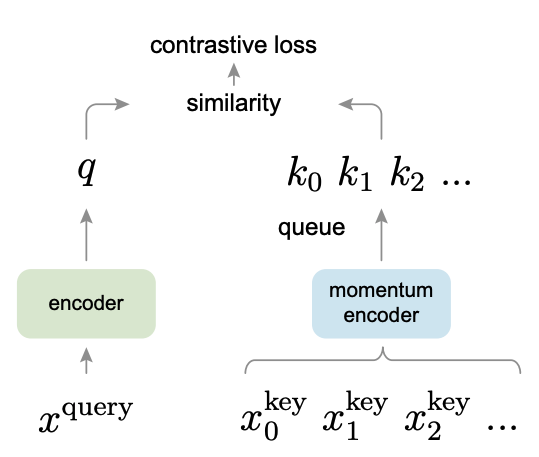 contrastive loss
similarity
q
k₀ k₁ k₂ ...
queue
encoder
momentum
encoder
x^query
x₀^key x₁^key x₂^key ...